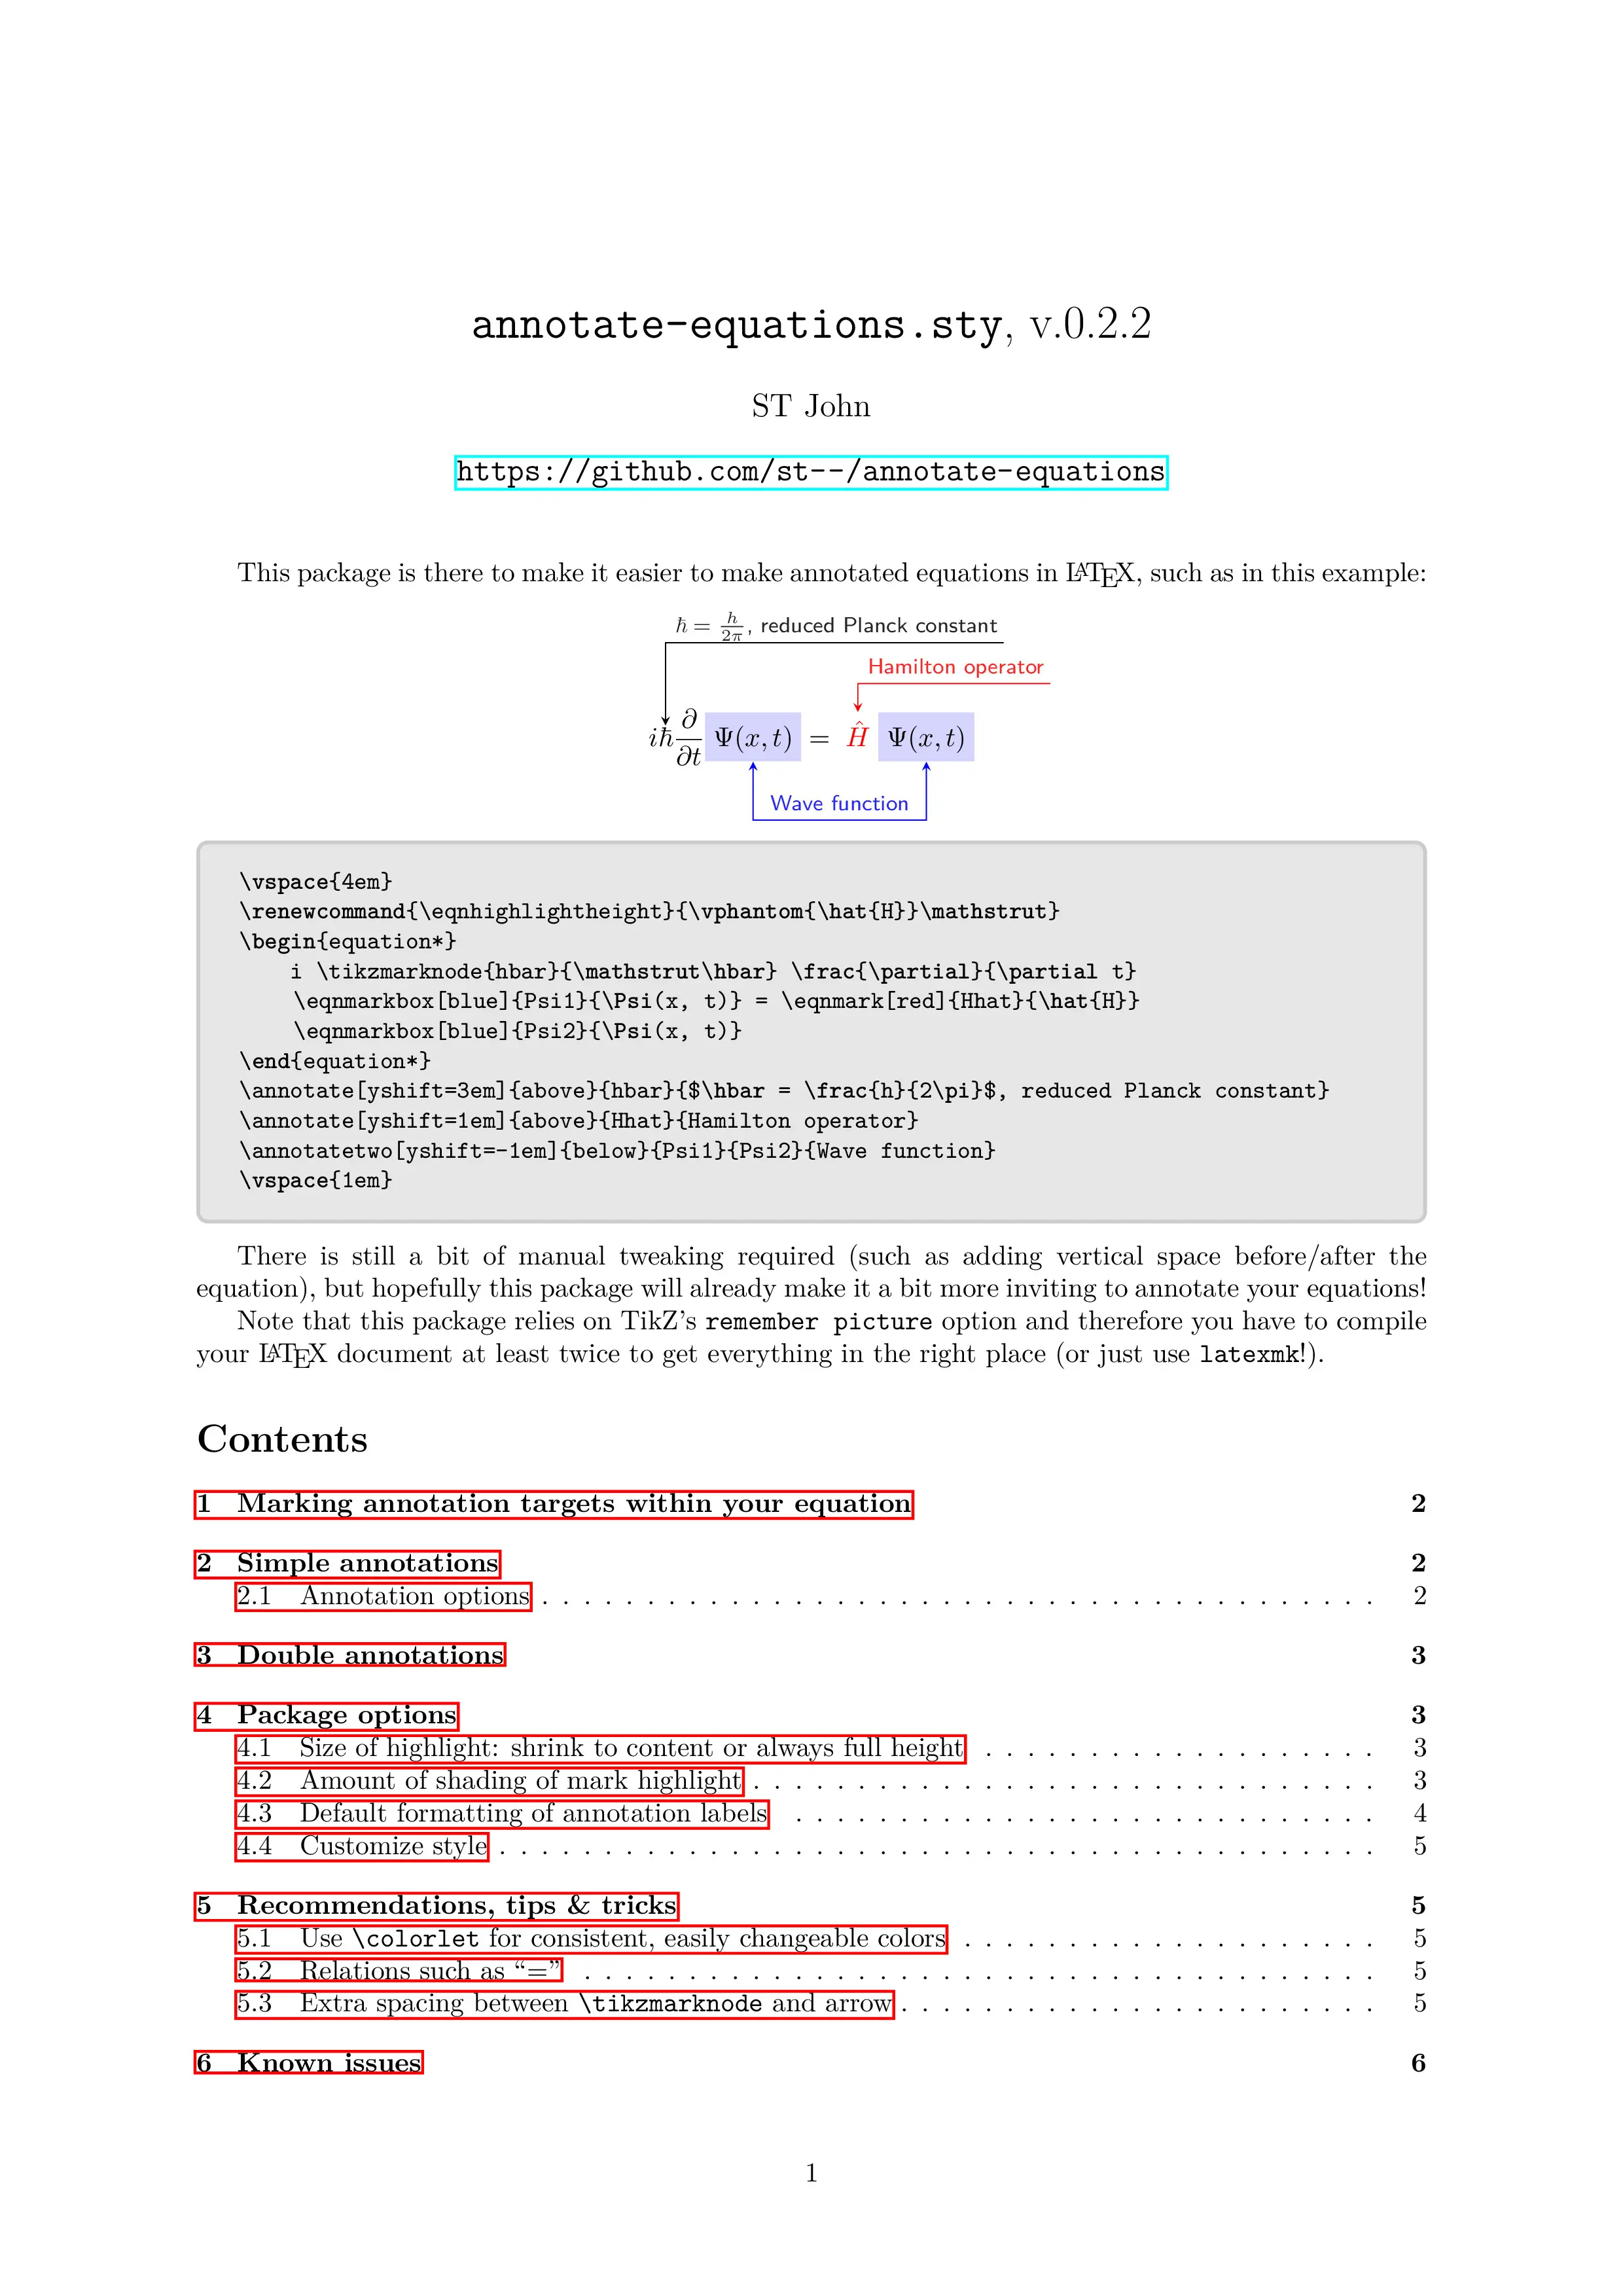 annotate-equations.sty, v.0.2.2
ST John
https://github.com/st--/annotate-equations
This package is there to make it easier to make annotated equations in LATEX, such as in this example:
ℏ = h/2π, reduced Planck constant
Hamilton operator
iℏ ∂/∂t Ψ(x, t) = Ĥ Ψ(x, t)
Wave function
\vspace{4em}
\renewcommand{\eqnhighlightheight}{\vphantom{\hat{H}}\mathstrut}
\begin{equation*}
i \tikzmarknode{hbar}{\mathstrut\hbar} \frac{\partial}{\partial t}
\eqnmarkbox[blue]{Psi1}{\Psi(x, t)} = \eqnmark[red]{Hhat}{\hat{H}}
\eqnmarkbox[blue]{Psi2}{\Psi(x, t)}
\end{equation*}
\annotate[yshift=3em]{above}{hbar}{$\hbar = \frac{h}{2\pi}$, reduced Planck constant}
\annotate[yshift=1em]{above}{Hhat}{Hamilton operator}
\annotatetwo[yshift=-1em]{below}{Psi1}{Psi2}{Wave function}
\vspace{1em}
There is still a bit of manual tweaking required (such as adding vertical space before/after the
equation), but hopefully this package will already make it a bit more inviting to annotate your equations!
Note that this package relies on TikZ's remember picture option and therefore you have to compile
your LATEX document at least twice to get everything in the right place (or just use latexmk!).
Contents
1 Marking annotation targets within your equation 2
2 Simple annotations 2
2.1 Annotation options . . . . . . . . . . . . . . . . . . . . . . . . . . . . . . . . . . . . . . . . 2
3 Double annotations 3
4 Package options 3
4.1 Size of highlight: shrink to content or always full height . . . . . . . . . . . . . . . . . . . 3
4.2 Amount of shading of mark highlight . . . . . . . . . . . . . . . . . . . . . . . . . . . . . . 3
4.3 Default formatting of annotation labels . . . . . . . . . . . . . . . . . . . . . . . . . . . . 4
4.4 Customize style . . . . . . . . . . . . . . . . . . . . . . . . . . . . . . . . . . . . . . . . . . 5
5 Recommendations, tips & tricks 5
5.1 Use \colorlet for consistent, easily changeable colors . . . . . . . . . . . . . . . . . . . . 5
5.2 Relations such as “=” . . . . . . . . . . . . . . . . . . . . . . . . . . . . . . . . . . . . . . 5
5.3 Extra spacing between \tikzmarknode and arrow . . . . . . . . . . . . . . . . . . . . . . . 5
6 Known issues 6
1